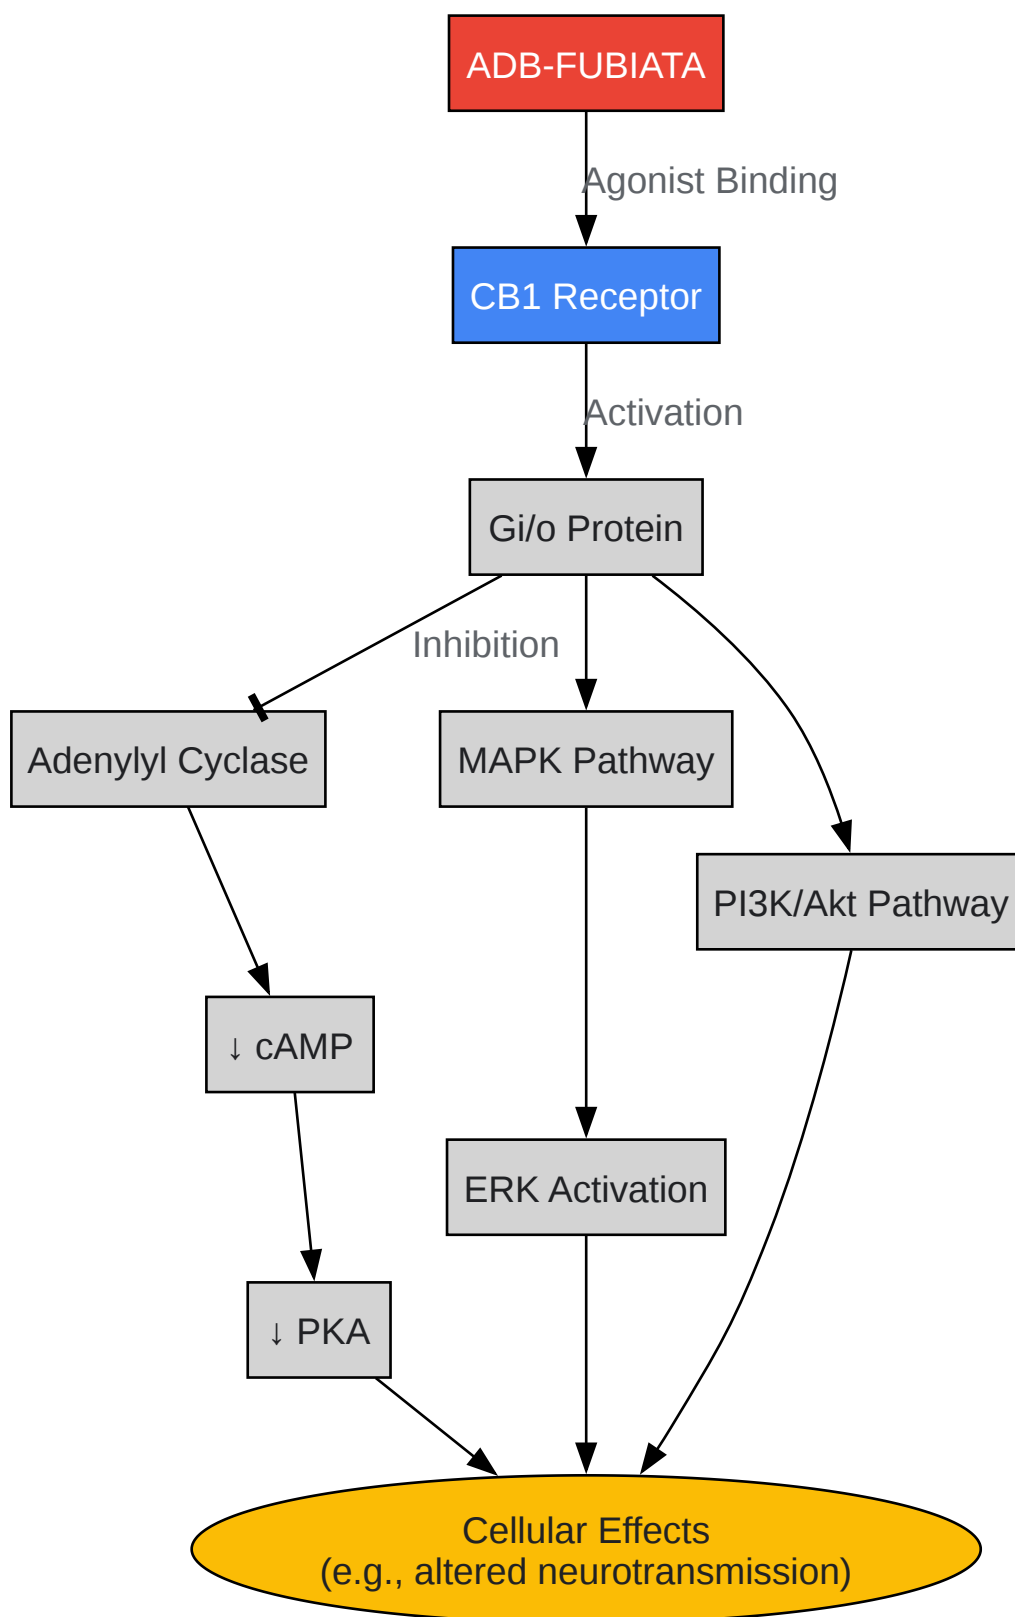 ADB-FUBIATA
Agonist Binding
CB1 Receptor
Activation
Gi/o Protein
Inhibition
Adenylyl Cyclase
MAPK Pathway
PI3K/Akt Pathway
↓ cAMP
ERK Activation
↓ PKA
Cellular Effects
(e.g., altered neurotransmission)